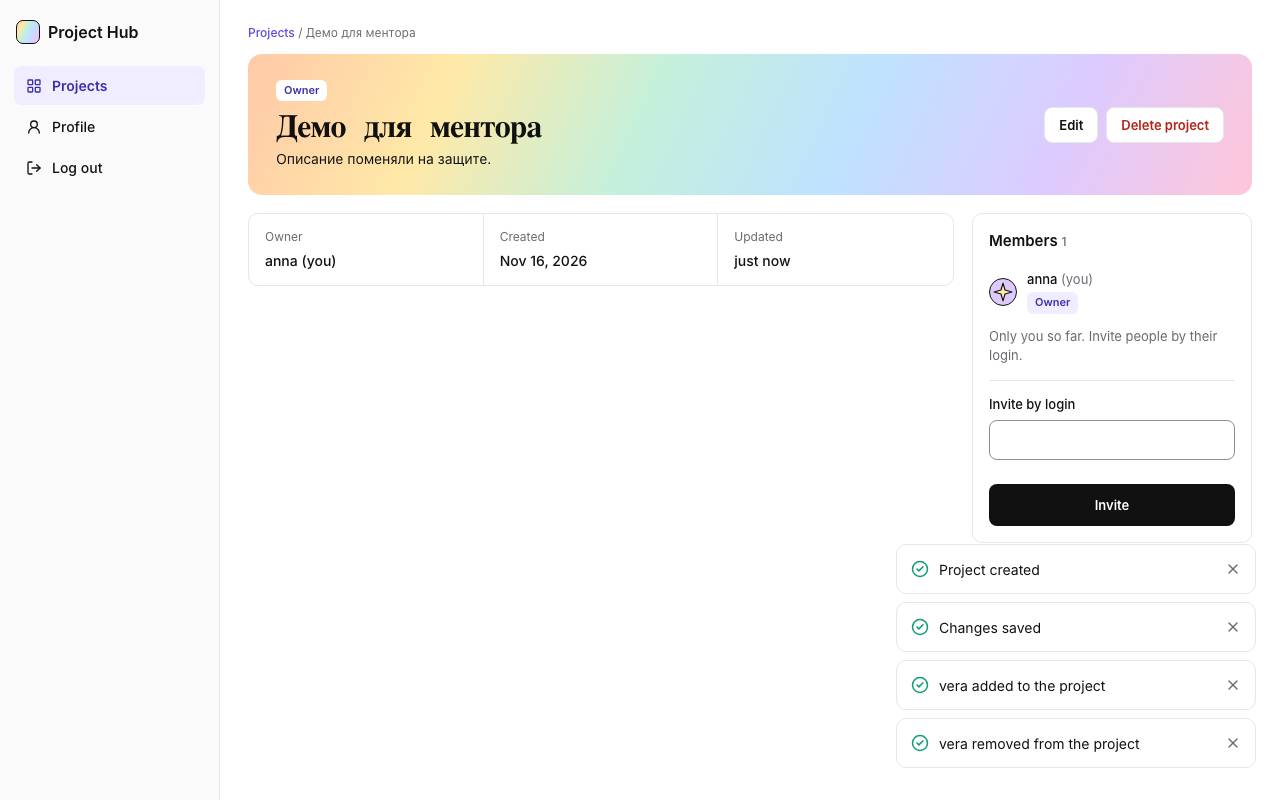 Project Hub
Projects
Profile
Log out
Projects / Демо для ментора
Owner
Демо для ментора
Описание поменяли на защите.
Edit
Delete project
Owner
anna (you)
Created
Nov 16, 2026
Updated
just now
Members 1
anna (you)
Owner
Only you so far. Invite people by their
login.
Invite by login
Invite
Project created
Changes saved
vera added to the project
vera removed from the project